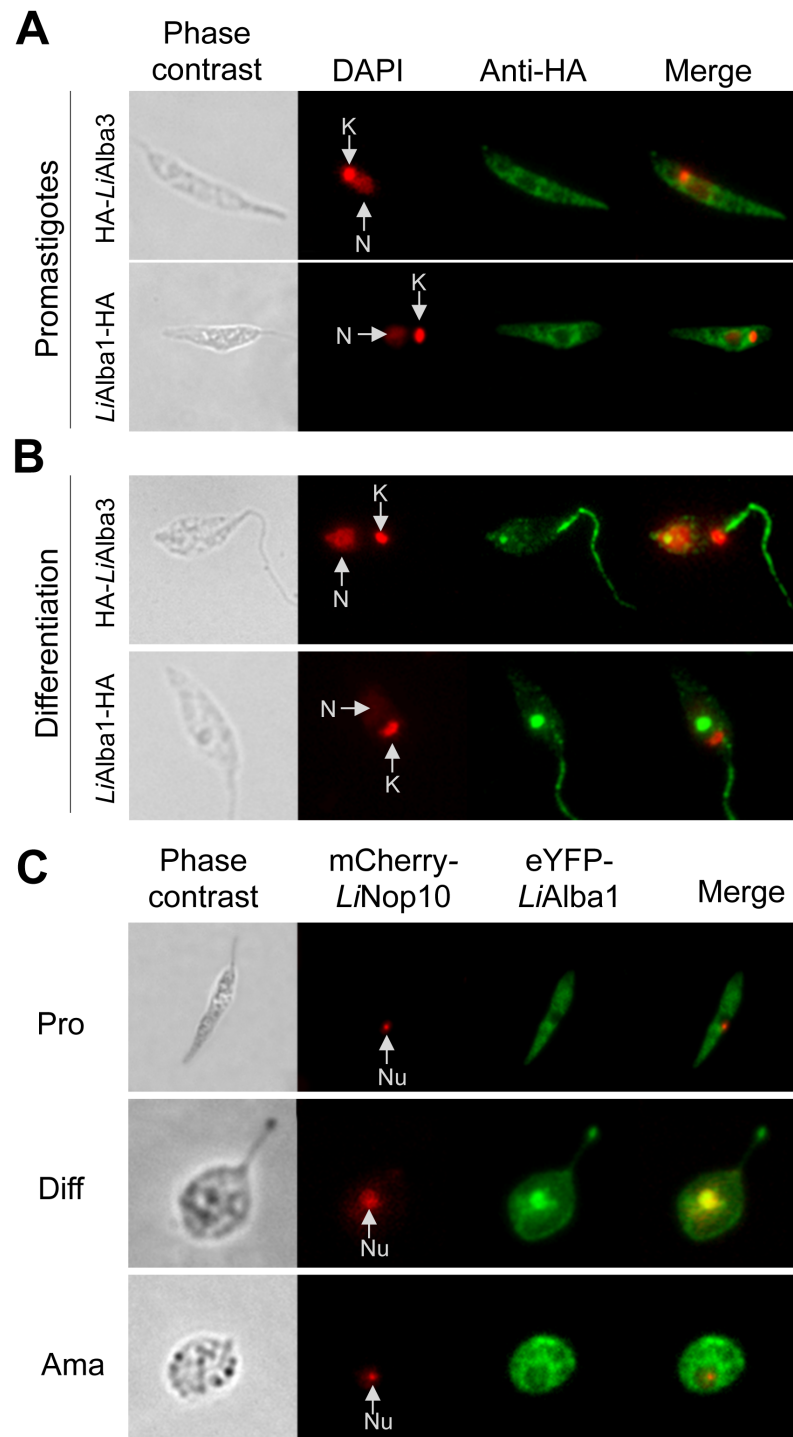 A
Phase
contrast
DAPI
Anti-HA
Merge
Promastigotes
HA-LiAlba3
K
N
LiAlba1-HA
K
N
B
Differentiation
HA-LiAlba3
K
N
LiAlba1-HA
N
K
C
Phase
contrast
mCherry-
LiNop10
eYFP-
LiAlba1
Merge
Pro
Nu
Diff
Nu
Ama
Nu